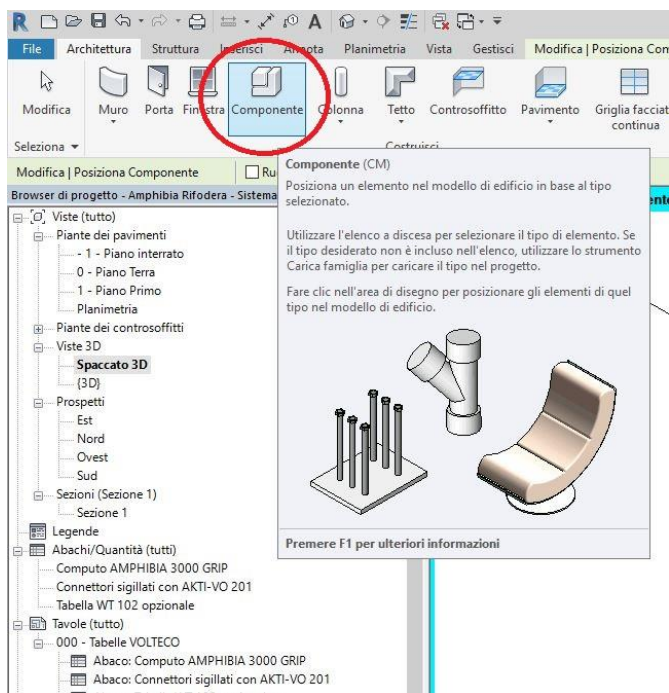 File Architettura Struttura Inserisci Annota Planimetria Vista Gestisci Modifica | Posiziona Com
Modifica Muro Porta Finestra Componente Colonna Tetto Controsoffitto Pavimento Griglia facciat
continua
Seleziona
Modifica | Posiziona Componente
Browser di progetto - Amphibia Rifodera - Sistema
Componente (CM)
Posiziona un elemento nel modello di edificio in base al tipo
selezionato.
Utilizzare l'elenco a discesa per selezionare il tipo di elemento. Se
il tipo desiderato non è incluso nell'elenco, utilizzare lo strumento
Carica famiglia per caricare il tipo nel progetto.
Fare clic nell'area di disegno per posizionare gli elementi di quel
tipo nel modello di edificio.
Premere F1 per ulteriori informazioni
Viste (tutto)
Piante dei pavimenti
- 1 - Piano interrato
0 - Piano Terra
1 - Piano Primo
Planimetria
Piante dei controsoffitti
Viste 3D
Spaccato 3D
{3D}
Prospetti
Est
Nord
Ovest
Sud
Sezioni (Sezione 1)
Sezione 1
Legende
Abachi/Quantità (tutti)
Computo AMPHIBIA 3000 GRIP
Connettori sigillati con AKTI-VO 201
Tabella WT 102 opzionale
Tavole (tutto)
000 - Tabelle VOLTECO
Abaco: Computo AMPHIBIA 3000 GRIP
Abaco: Connettori sigillati con AKTI-VO 201